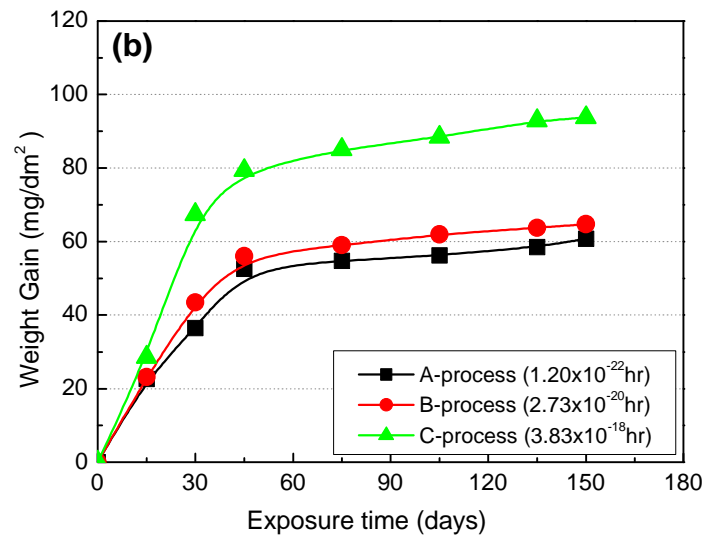 (b)
Weight Gain (mg/dm²)
120
100
80
60
40
20
0
A-process (1.20x10⁻²²hr)
B-process (2.73x10⁻²⁰hr)
C-process (3.83x10⁻¹⁸hr)
0 30 60 90 120 150 180
Exposure time (days)